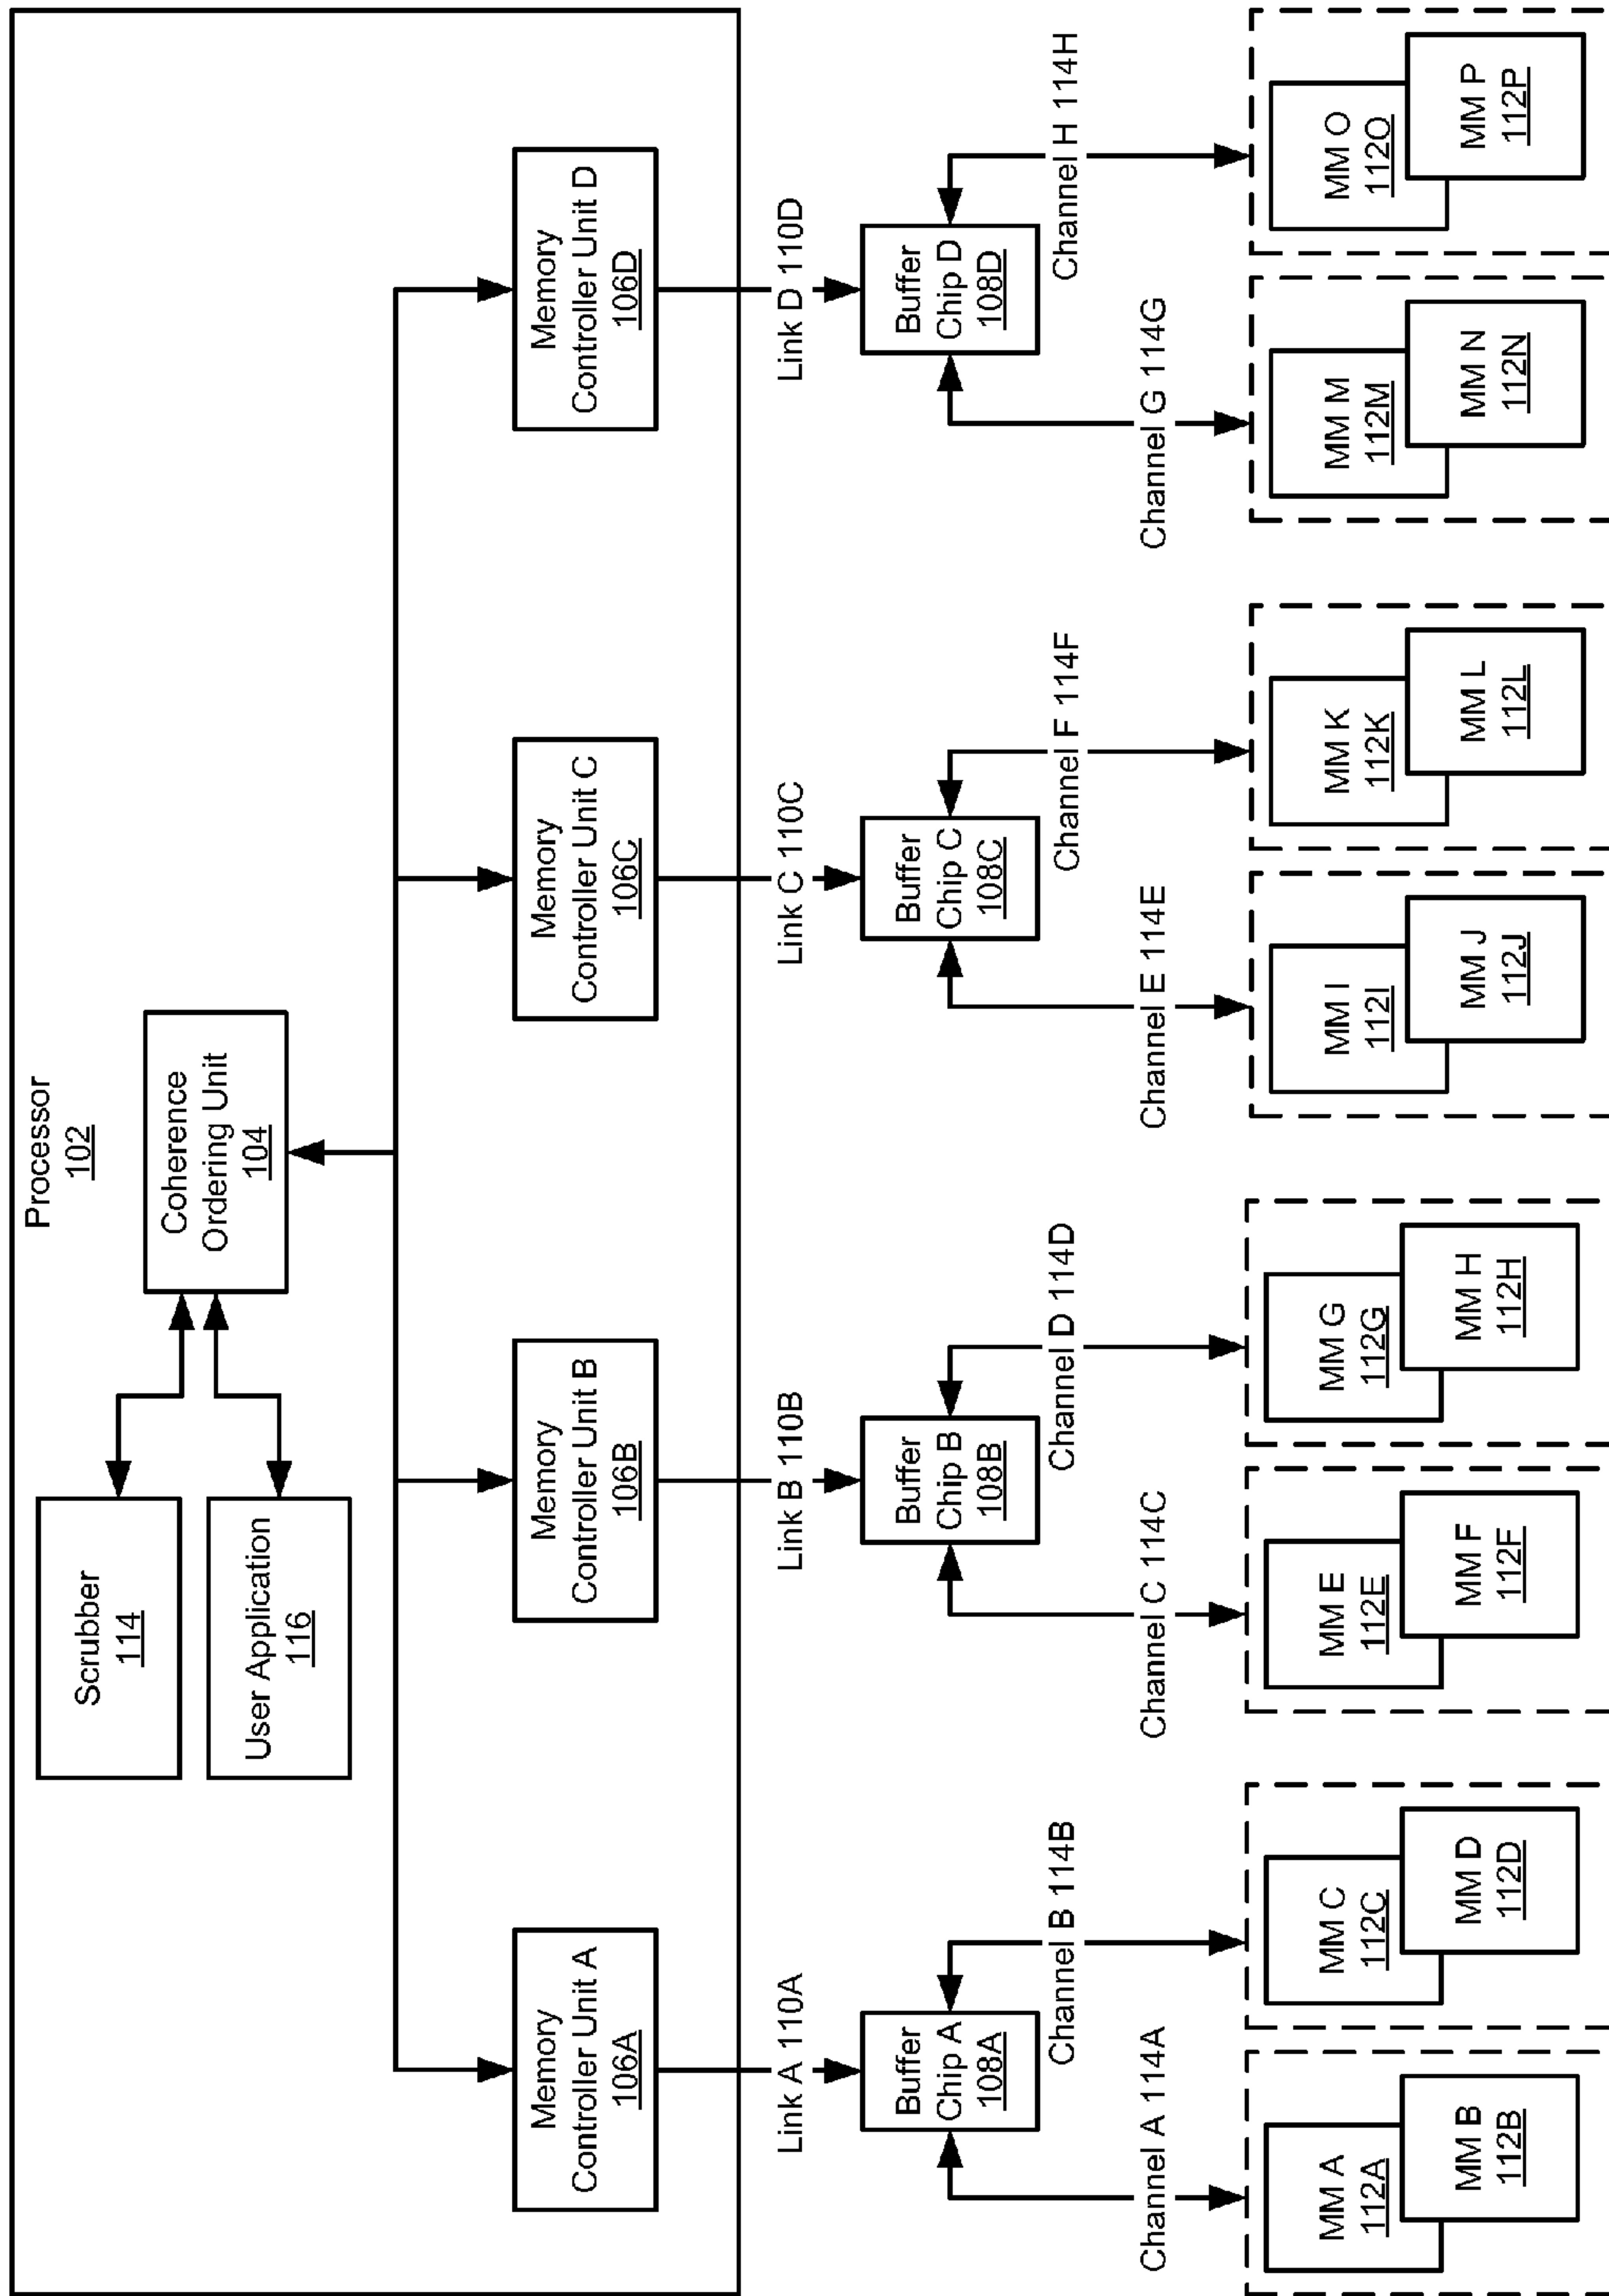 Processor
102
Scrubber
114
User Application
116
Coherence
Ordering Unit
104
Memory
Controller Unit A
106A
Memory
Controller Unit B
106B
Memory
Controller Unit C
106C
Memory
Controller Unit D
106D
Link A 110A
Link B 110B
Link C 110C
Link D 110D
Buffer
Chip A
108A
Buffer
Chip B
108B
Buffer
Chip C
108C
Buffer
Chip D
108D
Channel A 114A
Channel B 114B
Channel C 114C
Channel D 114D
Channel E 114E
Channel F 114F
Channel G 114G
Channel H 114H
MM A
112A
MM B
112B
MM C
112C
MM D
112D
MM E
112E
MM F
112F
MM G
112G
MM H
112H
MM I
112I
MM J
112J
MM K
112K
MM L
112L
MM M
112M
MM N
112N
MM O
112O
MM P
112P